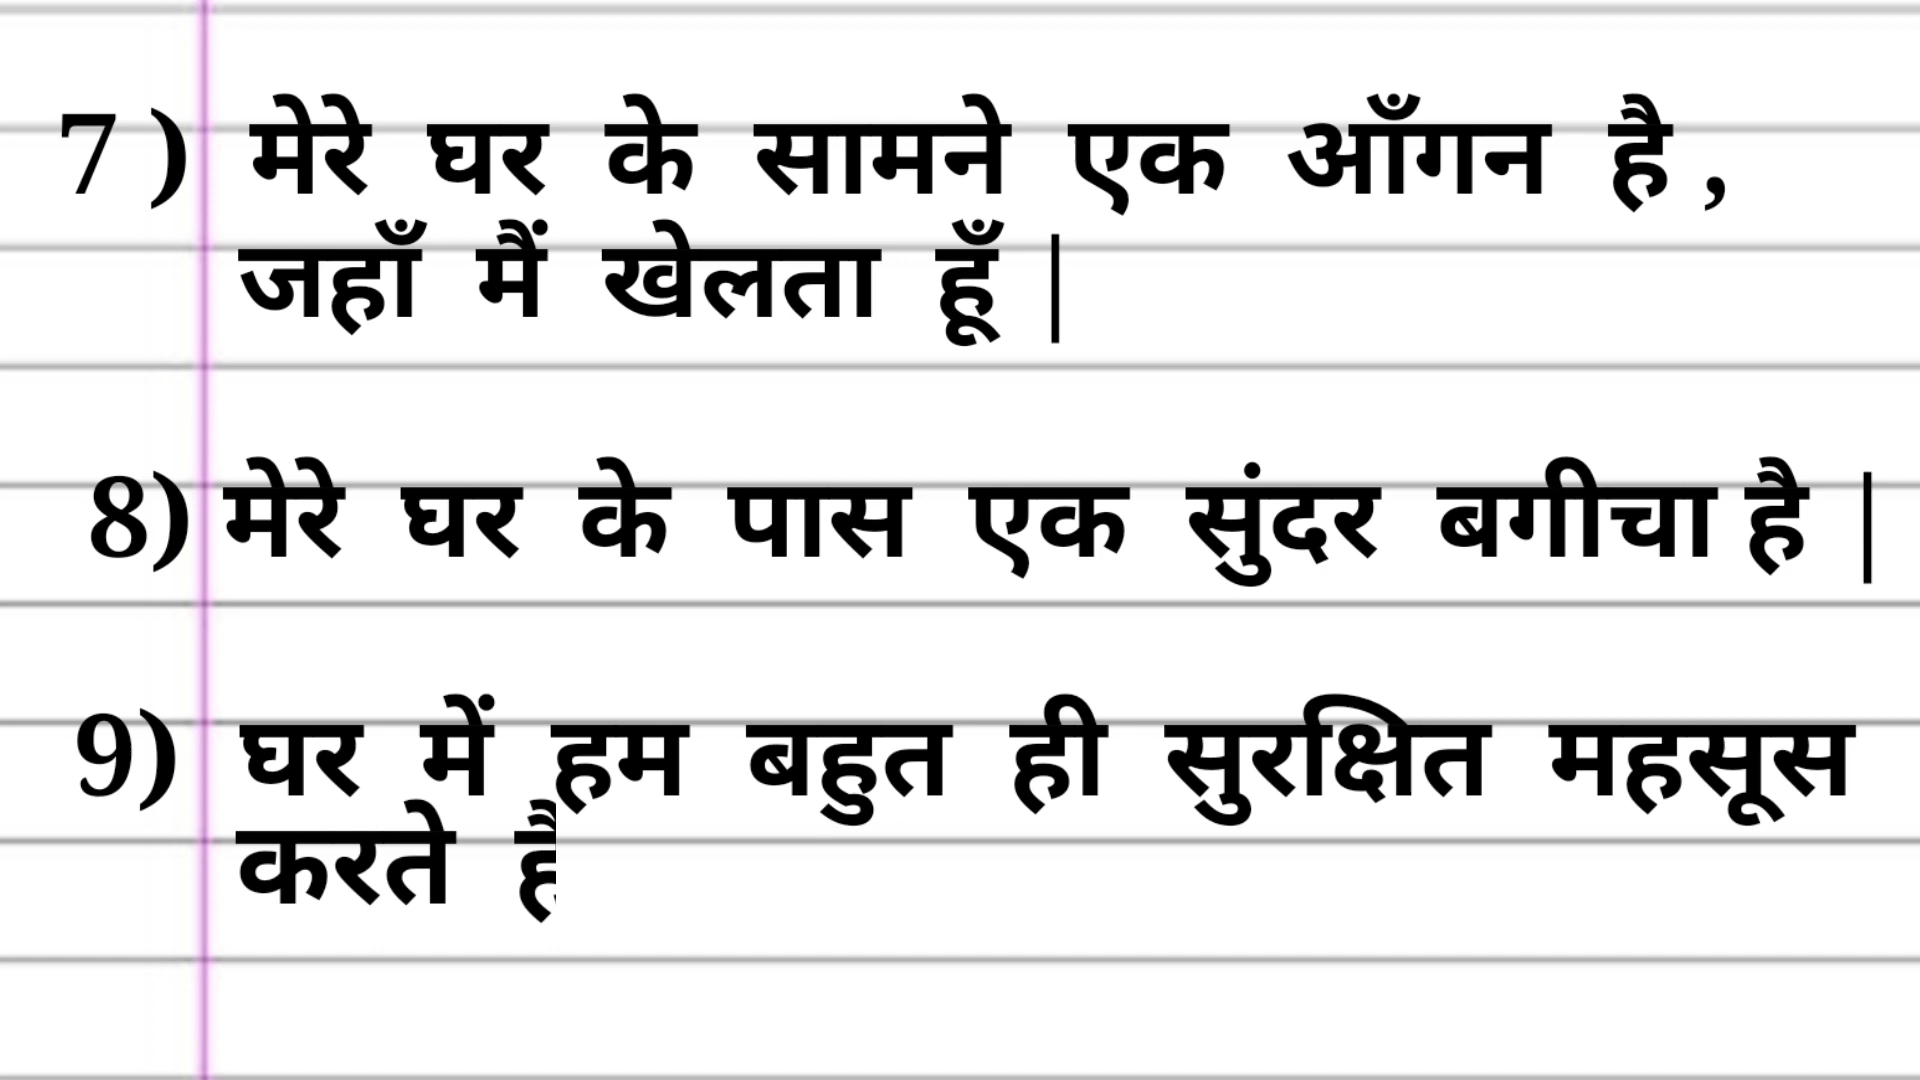 7 ) मेरे घर के सामने एक आँगन है ,
जहाँ मैं खेलता हूँ |
8) मेरे घर के पास एक सुंदर बगीचा है |
9) घर में हम बहुत ही सुरक्षित महसूस
करते